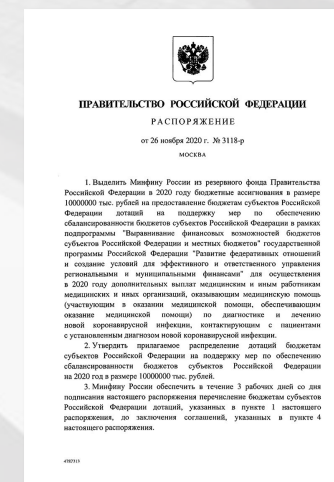 ПРАВИТЕЛЬСТВО РОССИЙСКОЙ ФЕДЕРАЦИИ
РАСПОРЯЖЕНИЕ
от 26 ноября 2020 г. № 3118-р
МОСКВА
1. Выделить Минфину России из резервного фонда Правительства
Российской Федерации в 2020 году бюджетные ассигнования в размере
10000000 тыс. рублей на предоставление бюджетам субъектов Российской
Федерации дотаций на поддержку мер по обеспечению
сбалансированности бюджетов субъектов Российской Федерации в рамках
подпрограммы "Выравнивание финансовых возможностей бюджетов
субъектов Российской Федерации и местных бюджетов" государственной
программы Российской Федерации "Развитие федеративных отношений
и создание условий для эффективного и ответственного управления
региональными и муниципальными финансами" для осуществления
в 2020 году дополнительных выплат медицинским и иным работникам
медицинских и иных организаций, оказывающим медицинскую помощь
(участвующим в оказании медицинской помощи, обеспечивающим
оказание медицинской помощи) по диагностике и лечению
новой коронавирусной инфекции, контактирующим с пациентами
с установленным диагнозом новой коронавирусной инфекции.
2. Утвердить прилагаемое распределение дотаций бюджетам
субъектов Российской Федерации на поддержку мер по обеспечению
сбалансированности бюджетов субъектов Российской Федерации
на 2020 год в размере 10000000 тыс. рублей.
3. Минфину России обеспечить в течение 3 рабочих дней со дня
подписания настоящего распоряжения перечисление бюджетам субъектов
Российской Федерации дотаций, указанных в пункте 1 настоящего
распоряжения, до заключения соглашений, указанных в пункте 4
настоящего распоряжения.